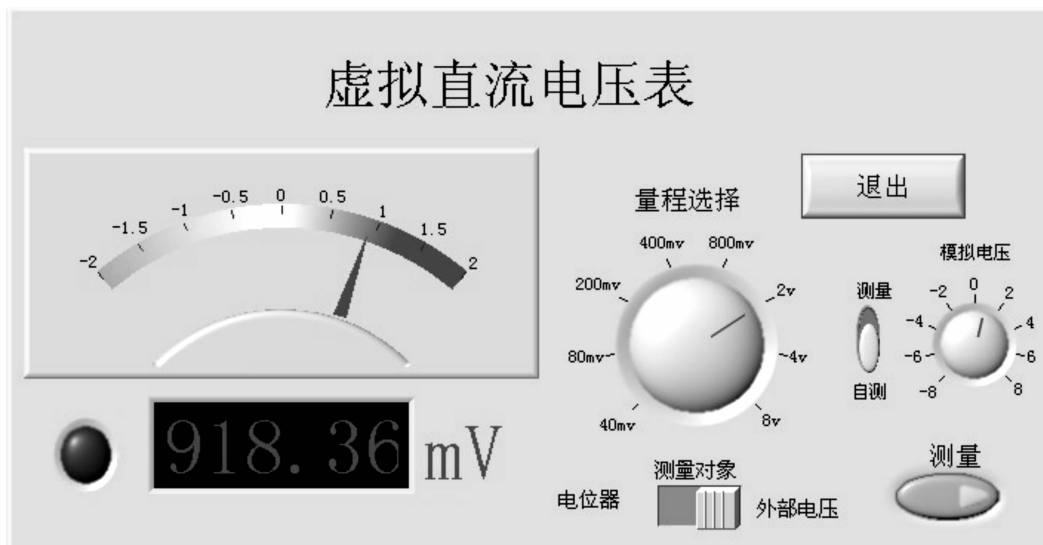 虚拟直流电压表
退出
-2 -1.5 -1 -0.5 0 0.5 1 1.5 2
918.36 mV
量程选择
40mv 80mv 200mv 400mv 800mv 2v 4v 8v
测量
自测
模拟电压
-8 -6 -4 -2 0 2 4 6 8
测量对象
电位器 外部电压
测量